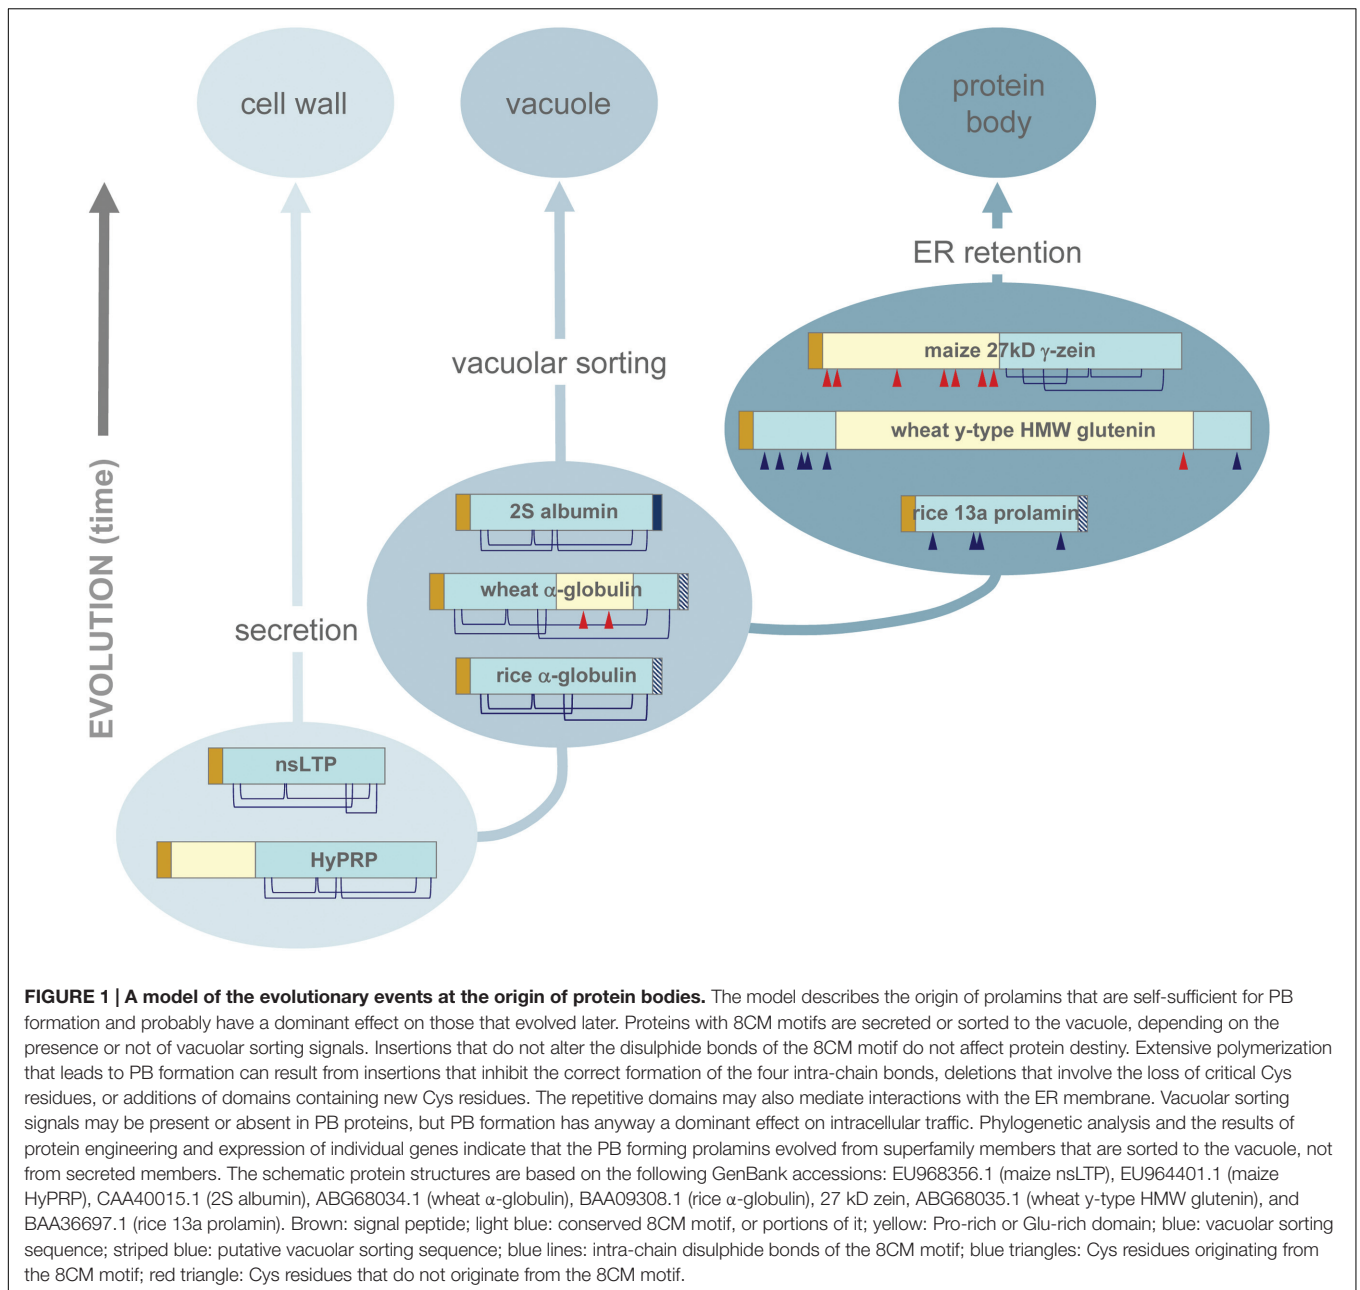 cell wall
vacuole
protein
body
ER retention
maize 27kD γ-zein
vacuolar sorting
wheat y-type HMW glutenin
2S albumin
rice 13a prolamin
wheat α-globulin
secretion
rice α-globulin
EVOLUTION (time)
nsLTP
HyPRP
FIGURE 1 | A model of the evolutionary events at the origin of protein bodies. The model describes the origin of prolamins that are self-sufficient for PB
formation and probably have a dominant effect on those that evolved later. Proteins with 8CM motifs are secreted or sorted to the vacuole, depending on the
presence or not of vacuolar sorting signals. Insertions that do not alter the disulphide bonds of the 8CM motif do not affect protein destiny. Extensive polymerization
that leads to PB formation can result from insertions that inhibit the correct formation of the four intra-chain bonds, deletions that involve the loss of critical Cys
residues, or additions of domains containing new Cys residues. The repetitive domains may also mediate interactions with the ER membrane. Vacuolar sorting
signals may be present or absent in PB proteins, but PB formation has anyway a dominant effect on intracellular traffic. Phylogenetic analysis and the results of
protein engineering and expression of individual genes indicate that the PB forming prolamins evolved from superfamily members that are sorted to the vacuole, not
from secreted members. The schematic protein structures are based on the following GenBank accessions: EU968356.1 (maize nsLTP), EU964401.1 (maize
HyPRP), CAA40015.1 (2S albumin), ABG68034.1 (wheat α-globulin), BAA09308.1 (rice α-globulin), 27 kD zein, ABG68035.1 (wheat y-type HMW glutenin), and
BAA36697.1 (rice 13a prolamin). Brown: signal peptide; light blue: conserved 8CM motif, or portions of it; yellow: Pro-rich or Glu-rich domain; blue: vacuolar sorting
sequence; striped blue: putative vacuolar sorting sequence; blue lines: intra-chain disulphide bonds of the 8CM motif; blue triangles: Cys residues originating from
the 8CM motif; red triangle: Cys residues that do not originate from the 8CM motif.